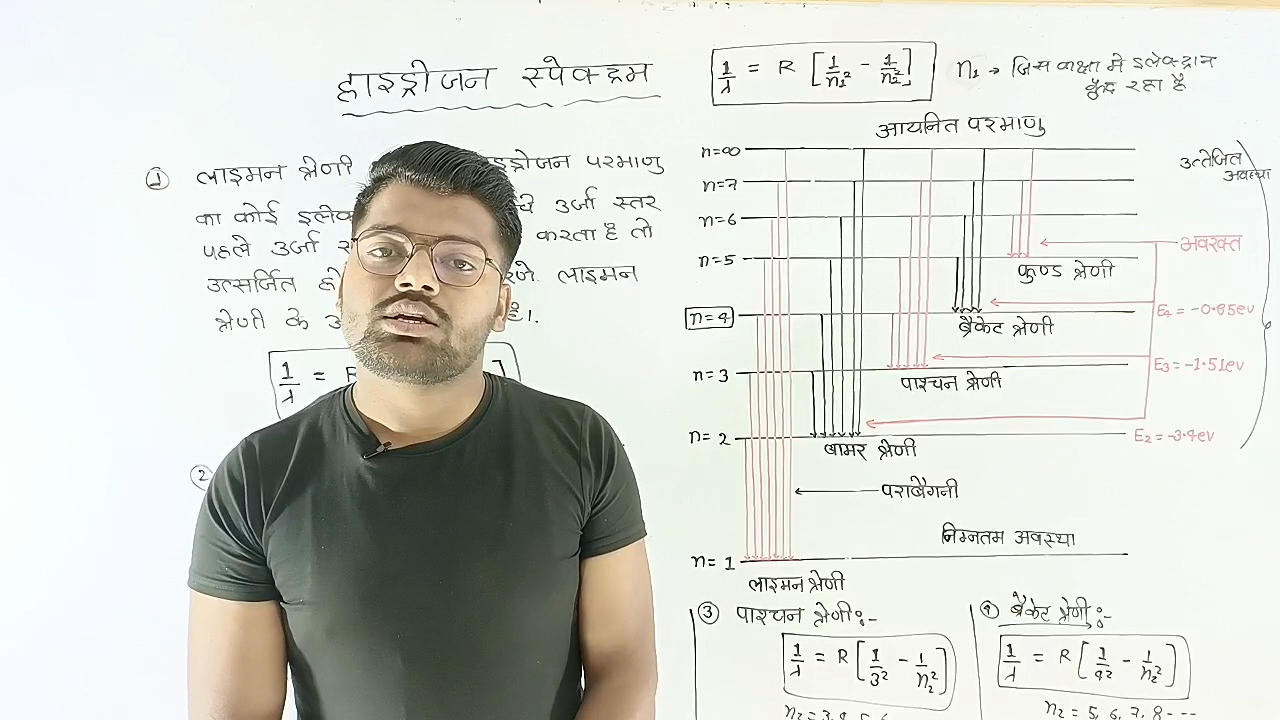 हाइड्रोजन स्पेक्ट्रम
1/λ = R [1/n₁² − 1/n₂²]
n₁ → जिस कक्षा में इलेक्ट्रान
कूद रहा है
① लाइमन श्रेणी इड्रोजन परमाणु
का कोई उर्जा स्तर
पहले उर्जा करता है तो
उत्सर्जित लाइमन
श्रेणी के है।.
1/λ = R
②
आयनित परमाणु
उत्तेजित
अवस्था
n=∞
n=7
n=6
n=5
n=4
n=3
n=2
n=1
अवरक्त
फुण्ड श्रेणी
ब्रैकेट श्रेणी
E₄ = -0.85ev
E₃ = -1.51ev
पाश्चन श्रेणी
E₂ = -3.4ev
बामर श्रेणी
पराबैंगनी
निम्नतम अवस्था
लाइमन श्रेणी
③ पाश्चन श्रेणी:-
1/λ = R [1/3² − 1/n₂²]
④ ब्रैकेट श्रेणी:-
1/λ = R [1/4² − 1/n₂²]
n₂ = 5, 6, 7, 8 - - -